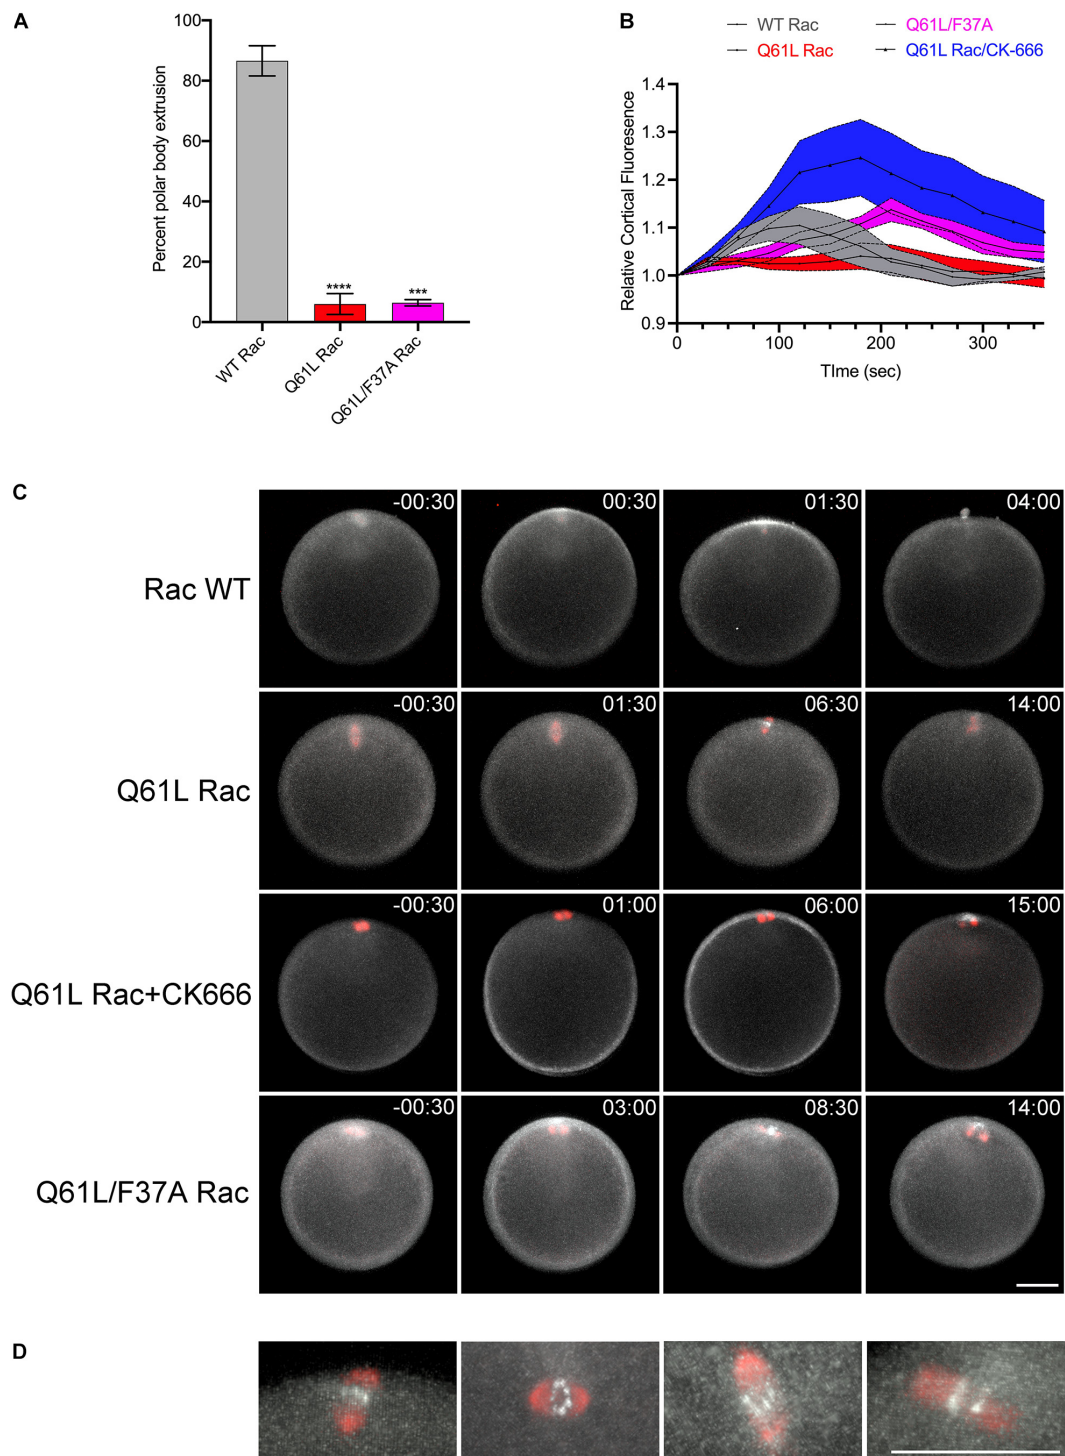 A
Percent polar body extrusion
100
80
60
40
20
0
****
***
WT Rac
Q61L Rac
Q61L/F37A Rac
B
WT Rac
Q61L/F37A
Q61L Rac
Q61L Rac/CK-666
Relative Cortical Fluoresence
1.4
1.3
1.2
1.1
1.0
0.9
0
100
200
300
TIme (sec)
C
Rac WT
-00:30
00:30
01:30
04:00
Q61L Rac
-00:30
01:30
06:30
14:00
Q61L Rac+CK666
-00:30
01:00
06:00
15:00
Q61L/F37A Rac
-00:30
03:00
08:30
14:00
D